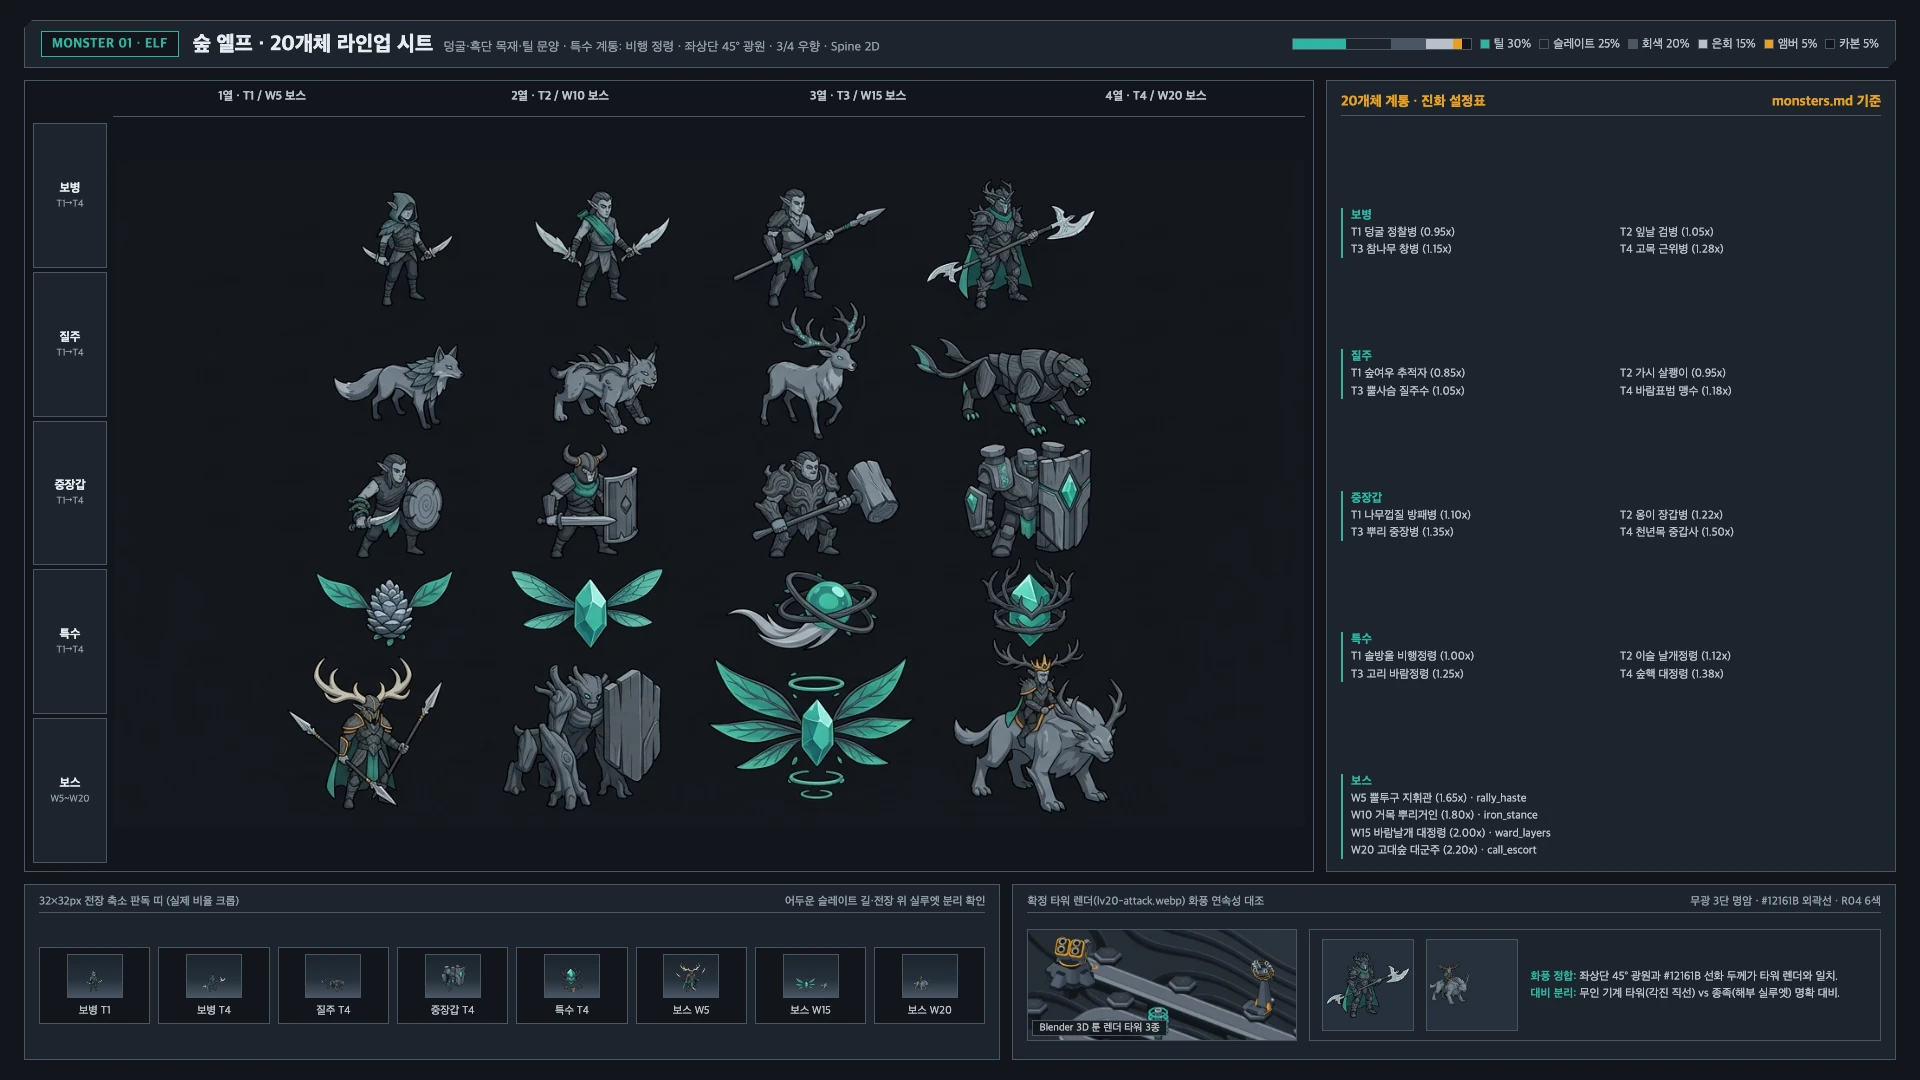 MONSTER 01 · ELF
숲 엘프 · 20개체 라인업 시트
덩굴·흑단 목재·틸 문양 · 특수 계통: 비행 정령 · 좌상단 45° 광원 · 3/4 우향 · Spine 2D
틸 30% 슬레이트 25% 회색 20% 은회 15% 앰버 5% 카본 5%
1열 · T1 / W5 보스
2열 · T2 / W10 보스
3열 · T3 / W15 보스
4열 · T4 / W20 보스
보병
T1→T4
질주
T1→T4
중장갑
T1→T4
특수
T1→T4
보스
W5~W20
20개체 계통 · 진화 설정표
monsters.md 기준
보병
T1 덩굴 정찰병 (0.95x)
T2 잎날 검병 (1.05x)
T3 참나무 창병 (1.15x)
T4 고목 근위병 (1.28x)
질주
T1 숲여우 추적자 (0.85x)
T2 가시 살쾡이 (0.95x)
T3 뿔사슴 질주수 (1.05x)
T4 바람표범 맹수 (1.18x)
중장갑
T1 나무껍질 방패병 (1.10x)
T2 옹이 장갑병 (1.22x)
T3 뿌리 중장병 (1.35x)
T4 천년목 중갑사 (1.50x)
특수
T1 솔방울 비행정령 (1.00x)
T2 이슬 날개정령 (1.12x)
T3 고리 바람정령 (1.25x)
T4 숲핵 대정령 (1.38x)
보스
W5 뿔투구 지휘관 (1.65x) · rally_haste
W10 거목 뿌리거인 (1.80x) · iron_stance
W15 바람날개 대정령 (2.00x) · ward_layers
W20 고대숲 대군주 (2.20x) · call_escort
32×32px 전장 축소 판독 띠 (실제 비율 크롭)
어두운 슬레이트 길·전장 위 실루엣 분리 확인
보병 T1
보병 T4
질주 T4
중장갑 T4
특수 T4
보스 W5
보스 W15
보스 W20
확정 타워 렌더(lv20-attack.webp) 화풍 연속성 대조
무광 3단 명암 · #12161B 외곽선 · R04 6색
Blender 3D 툰 렌더 타워 3종
화풍 정합: 좌상단 45° 광원과 #12161B 선화 두께가 타워 렌더와 일치.
대비 분리: 무인 기계 타워(각진 직선) vs 종족(해부 실루엣) 명확 대비.